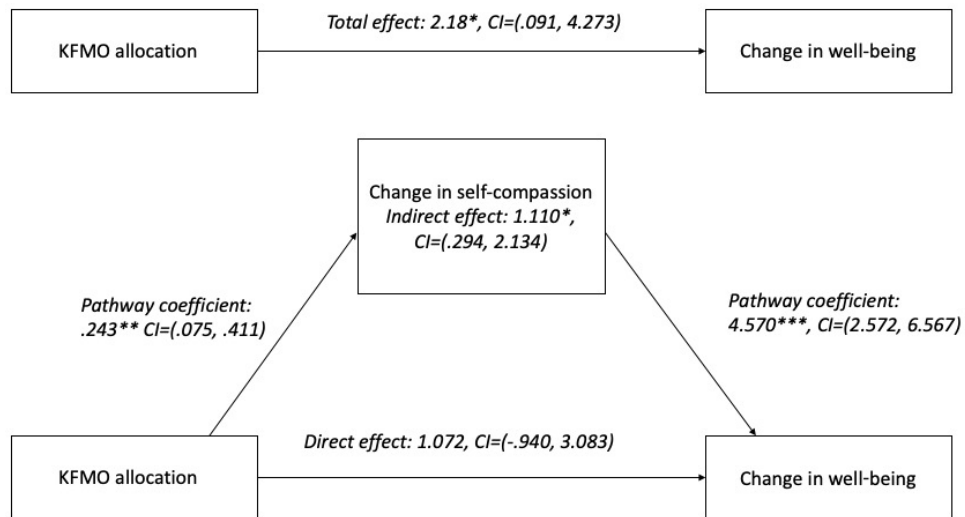 Total effect: 2.18*, CI=(.091, 4.273)
KFMO allocation
Change in well-being
Change in self-compassion
Indirect effect: 1.110*,
CI=(.294, 2.134)
Pathway coefficient:
.243** CI=(.075, .411)
Pathway coefficient:
4.570***, CI=(2.572, 6.567)
Direct effect: 1.072, CI=(-.940, 3.083)
KFMO allocation
Change in well-being